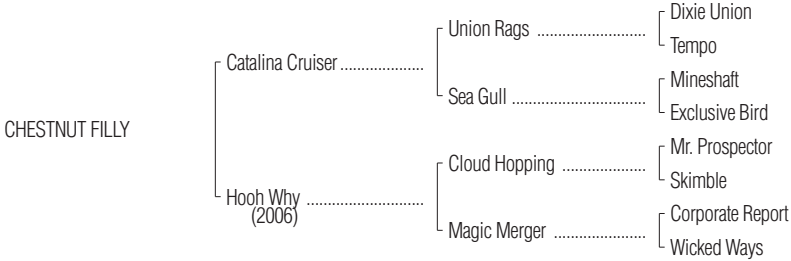 Dixie Union
Union Rags ........................
Tempo
Catalina Cruiser ..................
Mineshaft
Sea Gull .............................
Exclusive Bird
CHESTNUT FILLY
Mr. Prospector
Cloud Hopping ..................
Skimble
Hooh Why .........................
(2006)
Corporate Report
Magic Merger ....................
Wicked Ways